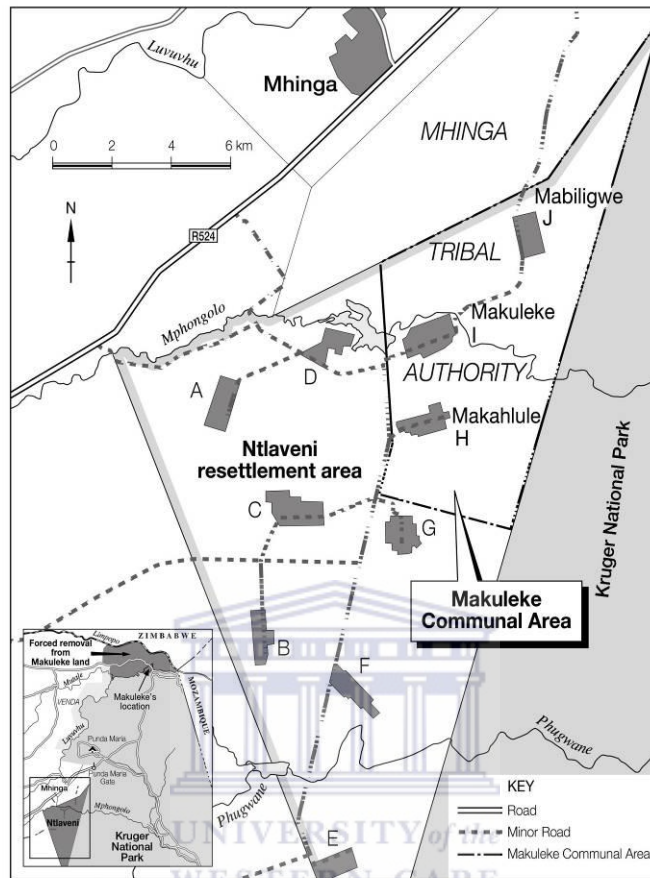 Luvuvhu
Mhinga
0 2 4 6 km
MHINGA
N
R524
Mabiligwe
J
TRIBAL
Mphongolo
Makuleke
I
D
AUTHORITY
A
Makahlule
H
Ntlaveni
resettlement area
C
G
Kruger National Park
Makuleke
Communal Area
B
F
Phugwane
Phugwane
E
Limpopo
ZIMBABWE
Forced removal
from
Makuleke land
Mutale
Makuleke's
location
VENDA
MOZAMBIQUE
Luvuvhu
Punda Maria
Punda Maria
Gate
Mhinga
Mphongolo
Ntlaveni
Kruger
National
Park
KEY
Road
Minor Road
Makuleke Communal Area
UNIVERSITY of the
WESTERN CAPE